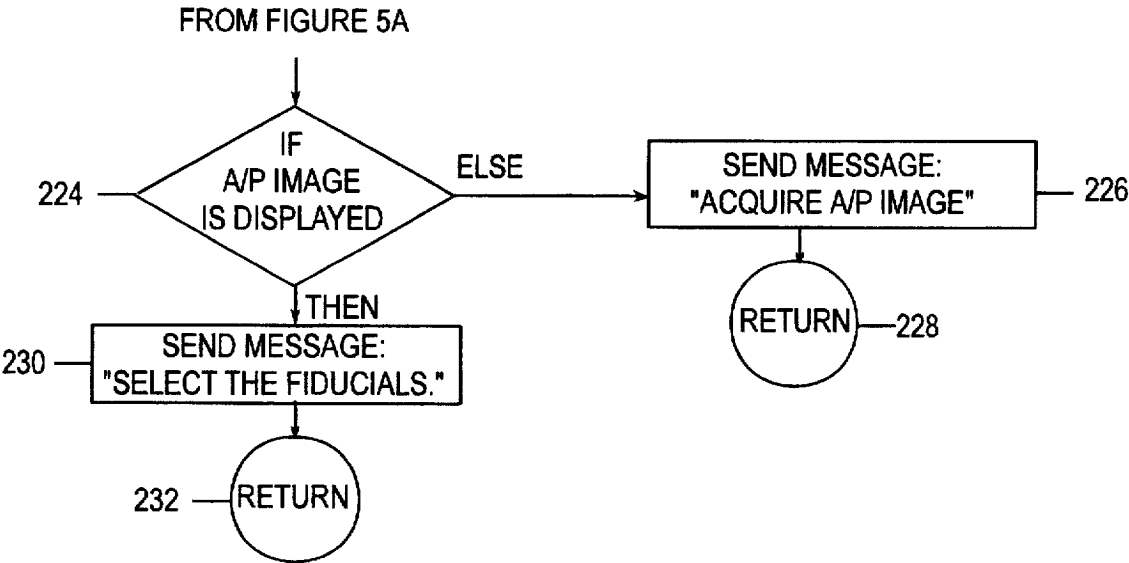 FROM FIGURE 5A
IF
A/P IMAGE
IS DISPLAYED
224
ELSE
SEND MESSAGE:
"ACQUIRE A/P IMAGE"
226
RETURN
228
THEN
SEND MESSAGE:
"SELECT THE FIDUCIALS."
230
RETURN
232